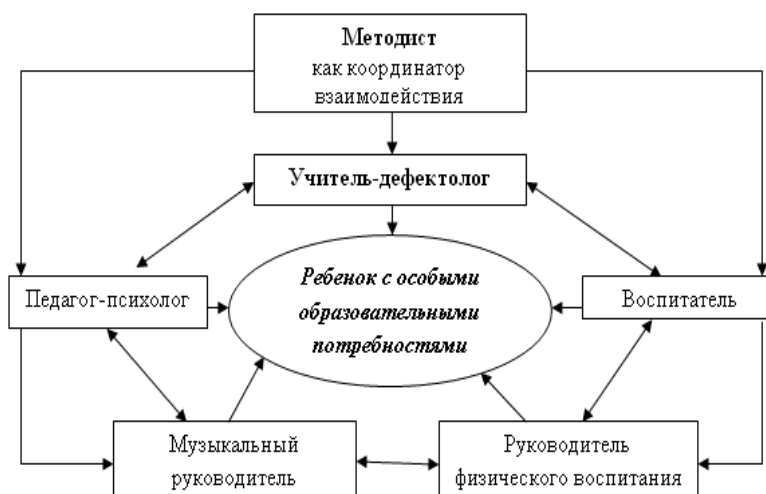 Методист
как координатор
взаимодействия
Учитель-дефектолог
Ребенок с особыми
образовательными
потребностями
Педагог-психолог
Воспитатель
Музыкальный
руководитель
Руководитель
физического воспитания